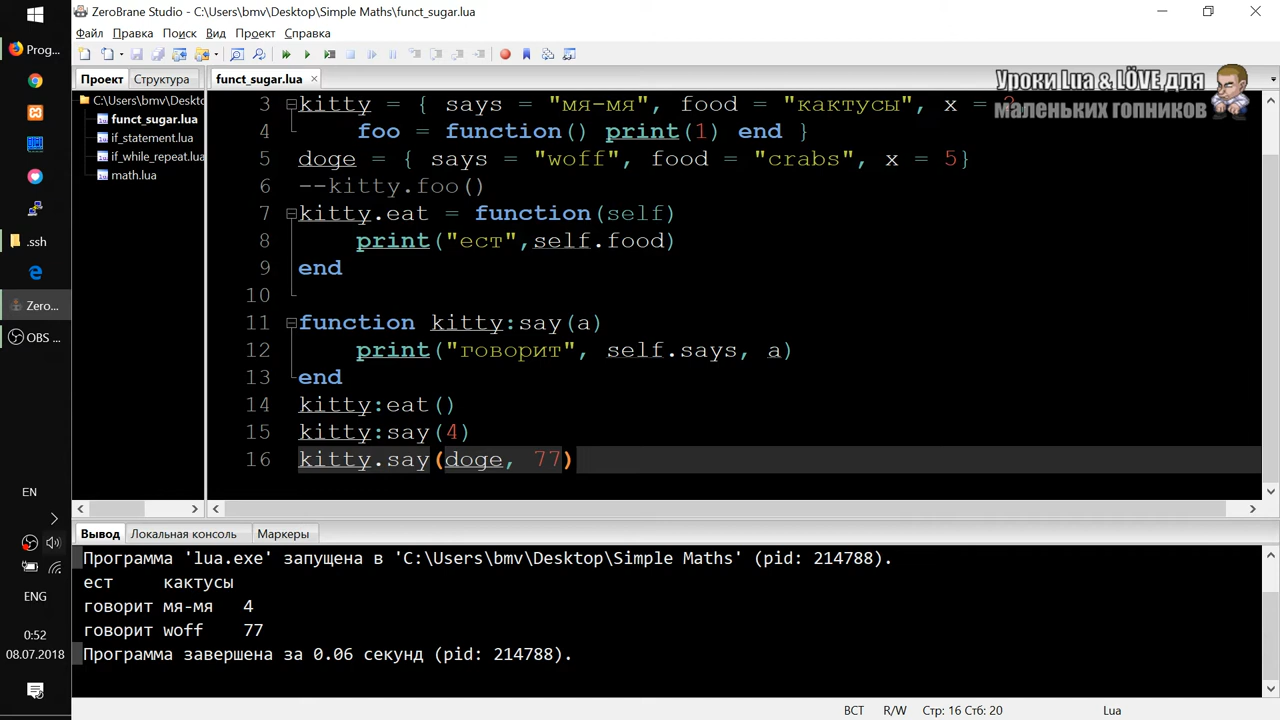 ZeroBrane Studio - C:\Users\bmv\Desktop\Simple Maths\funct_sugar.lua
Файл Правка Поиск Вид Проект Справка
Prog...
Проект Структура funct_sugar.lua
Уроки Lua & LÖVE для
маленьких гопников
C:\Users\bmv\Deskto
funct_sugar.lua
if_statement.lua
if_while_repeat.lua
math.lua
3 kitty = { says = "мя-мя", food = "кактусы", x =
4 foo = function() print(1) end }
5 doge = { says = "woff", food = "crabs", x = 5}
6 --kitty.foo()
7 kitty.eat = function(self)
8 print("ест",self.food)
9 end
10
11 function kitty:say(a)
12 print("говорит", self.says, a)
13 end
14 kitty:eat()
15 kitty:say(4)
16 kitty.say(doge, 77)
.ssh
Zero...
OBS ...
EN
Вывод Локальная консоль Маркеры
Программа 'lua.exe' запущена в 'C:\Users\bmv\Desktop\Simple Maths' (pid: 214788).
ест кактусы
говорит мя-мя 4
говорит woff 77
Программа завершена за 0.06 секунд (pid: 214788).
ENG
0:52
08.07.2018
ВСТ R/W Стр: 16 Стб: 20 Lua